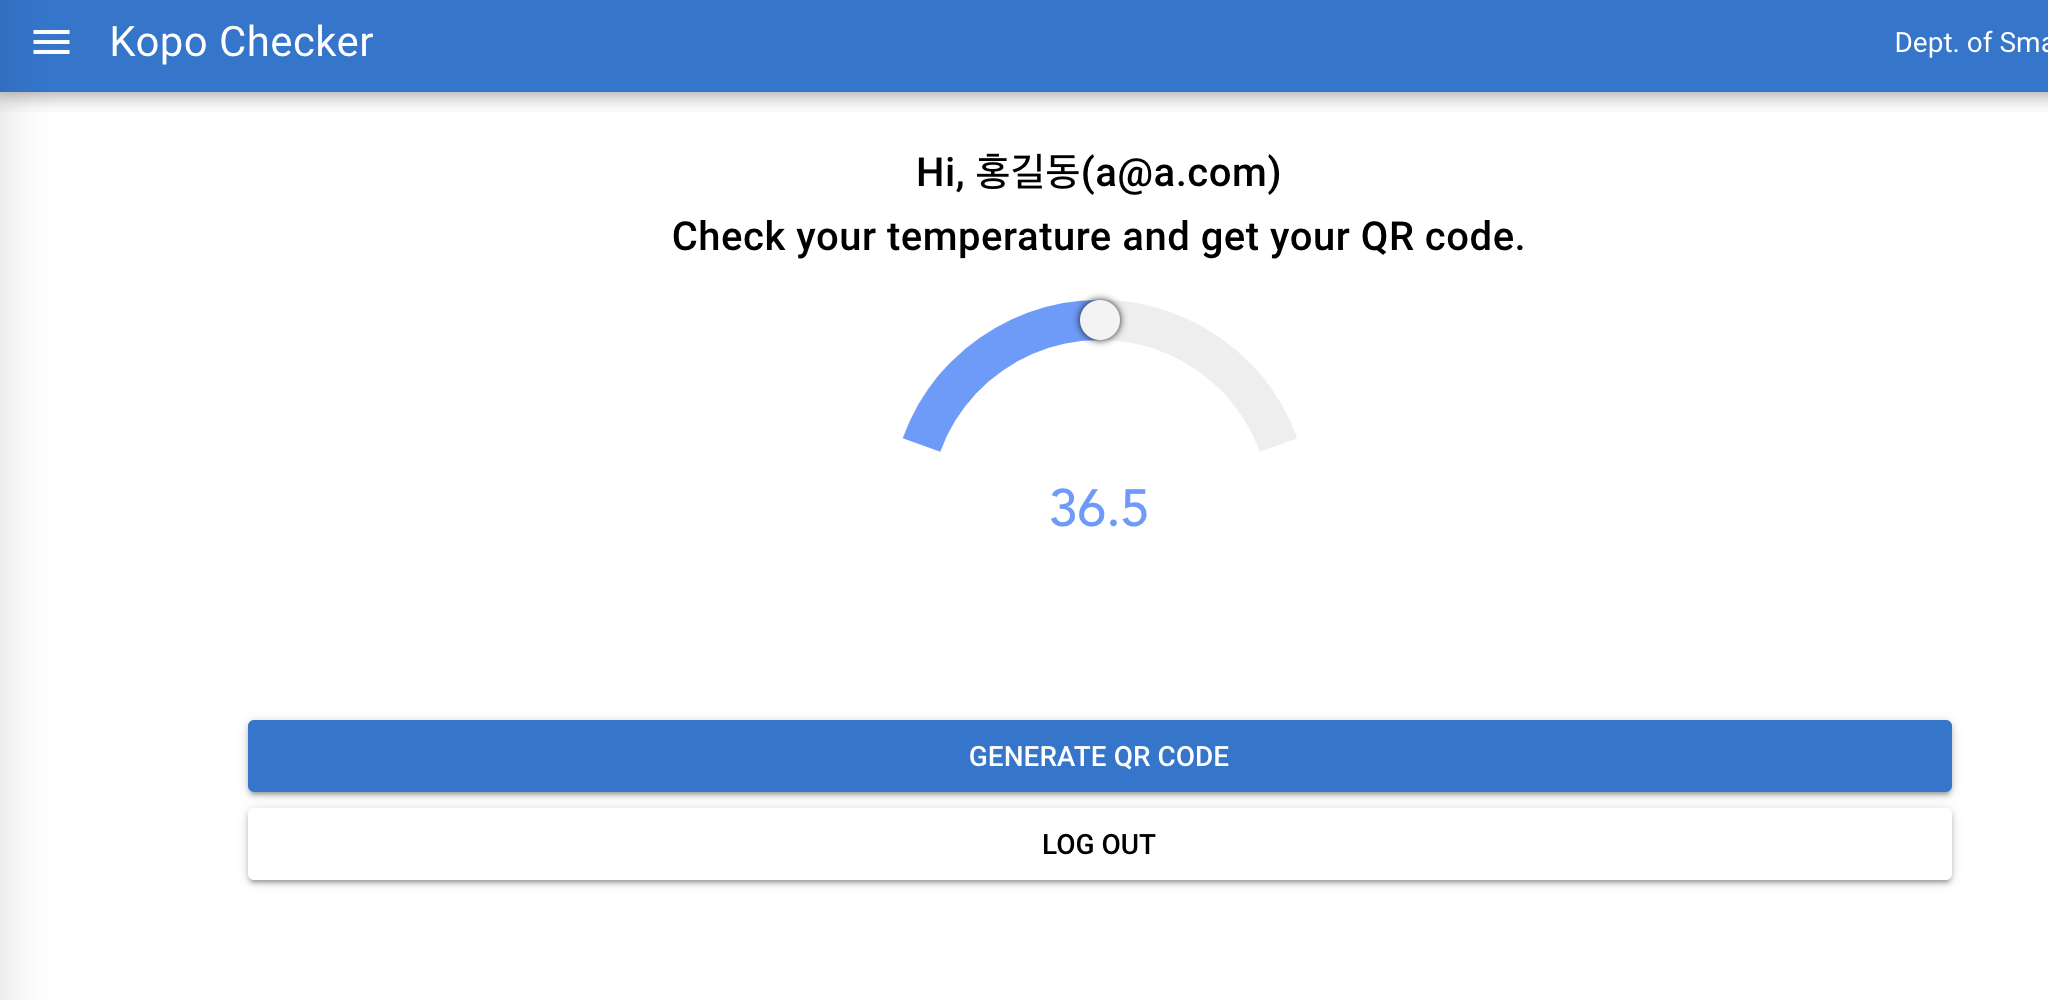 Kopo Checker
Dept. of
Hi, 홍길동(a@a.com)
Check your temperature and get your QR code.
36.5
GENERATE QR CODE
LOG OUT